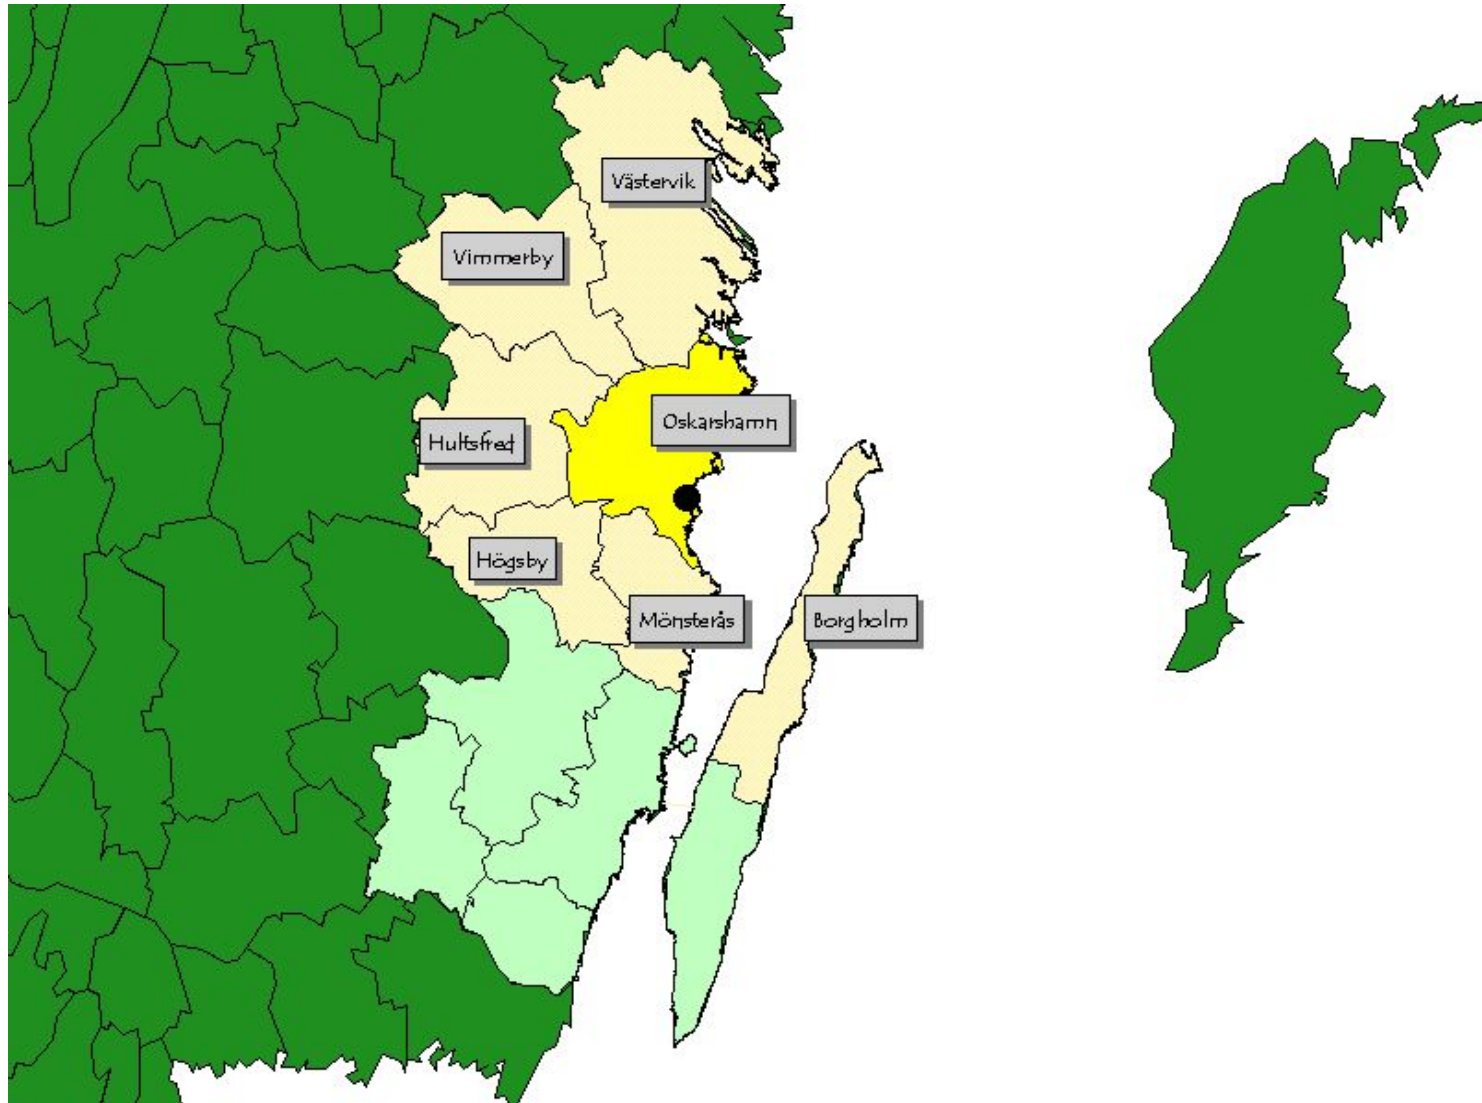 Västervik
Vimmerby
Oskarshamn
Hultsfred
Högsby
Mönsterås
Borgholm